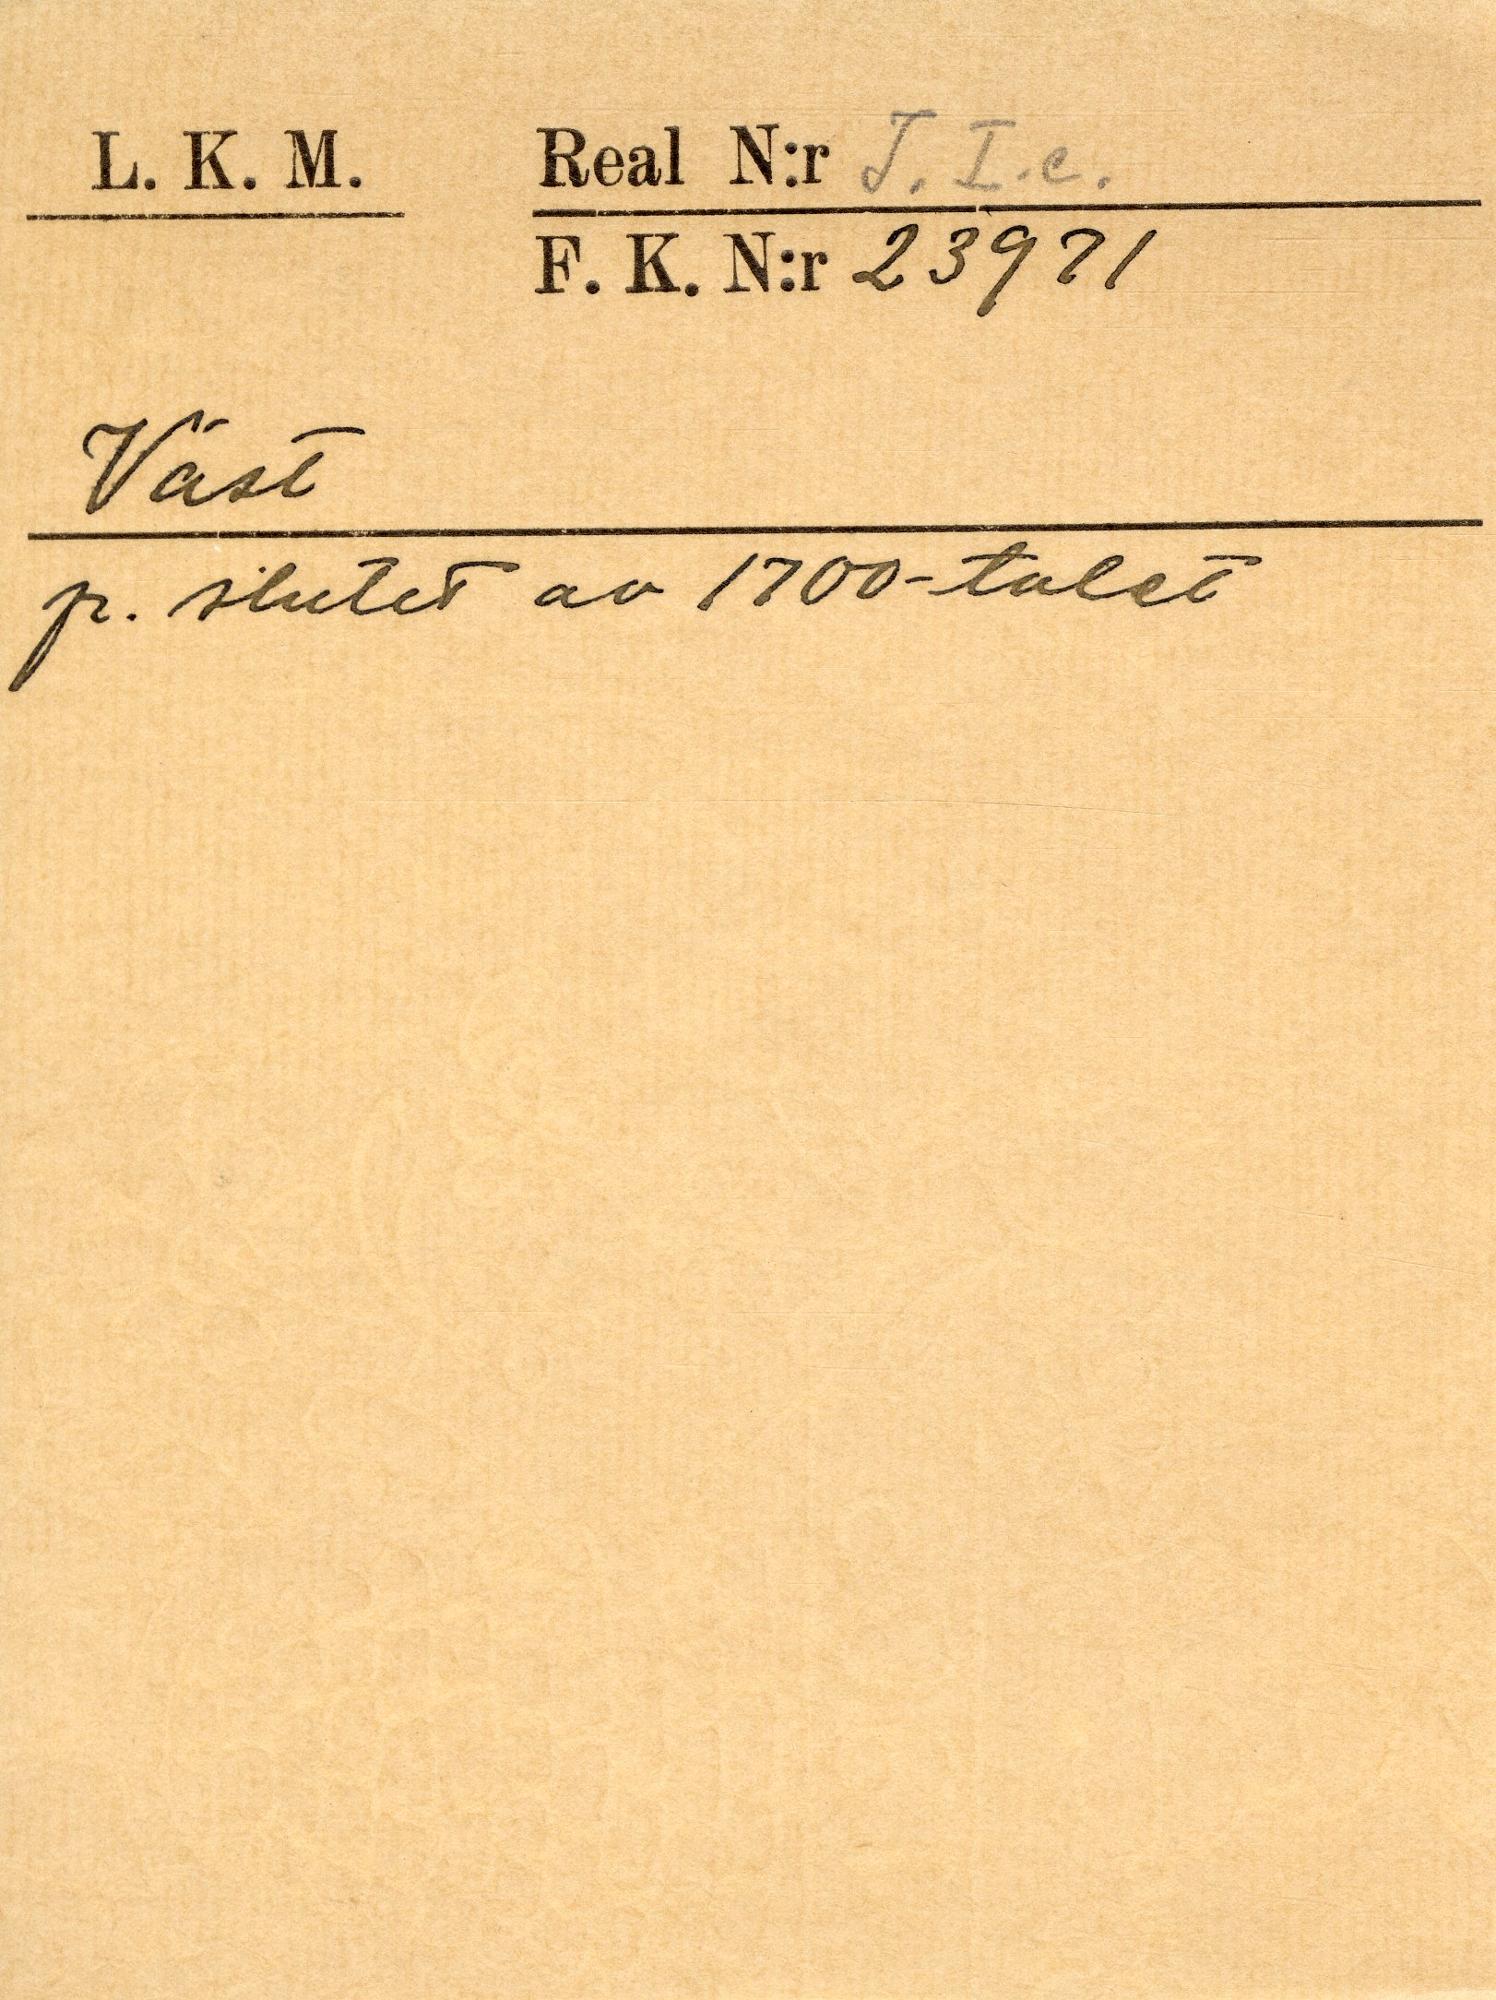 L. K. M.
Real N:r J. I. c.
F. K. N:r 23971
Väst
p. slutet av 1700-talet